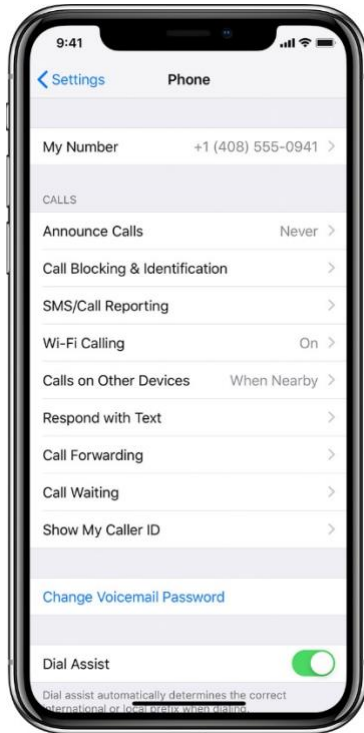 9:41
Settings Phone
My Number +1 (408) 555-0941
CALLS
Announce Calls Never
Call Blocking & Identification
SMS/Call Reporting
Wi-Fi Calling On
Calls on Other Devices When Nearby
Respond with Text
Call Forwarding
Call Waiting
Show My Caller ID
Change Voicemail Password
Dial Assist
Dial assist automatically determines the correct
international or local prefix when dialing.